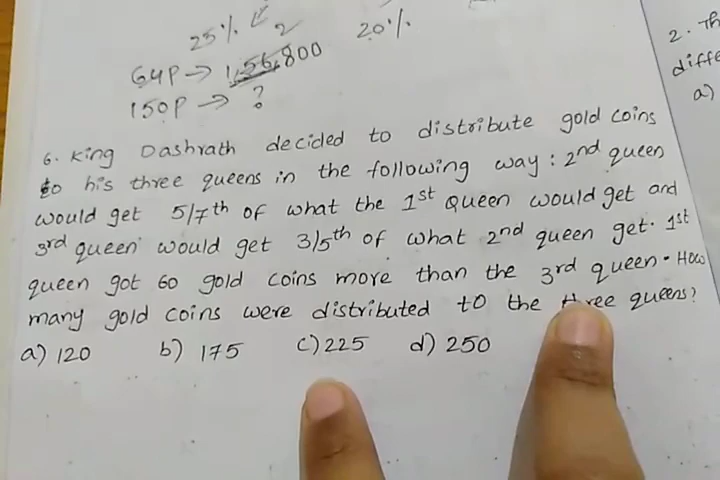 25% 2 20%
64P → 1,56,800
150P → ?
6. King Dashrath decided to distribute gold coins
to his three queens in the following way : 2nd queen
would get 5/7th of what the 1st Queen would get and
3rd queen would get 3/5th of what 2nd queen get. 1st
queen got 60 gold coins more than the 3rd queen. How
many gold coins were distributed to the three queens?
a) 120 b) 175 c) 225 d) 250
2. Th
diffe
a)